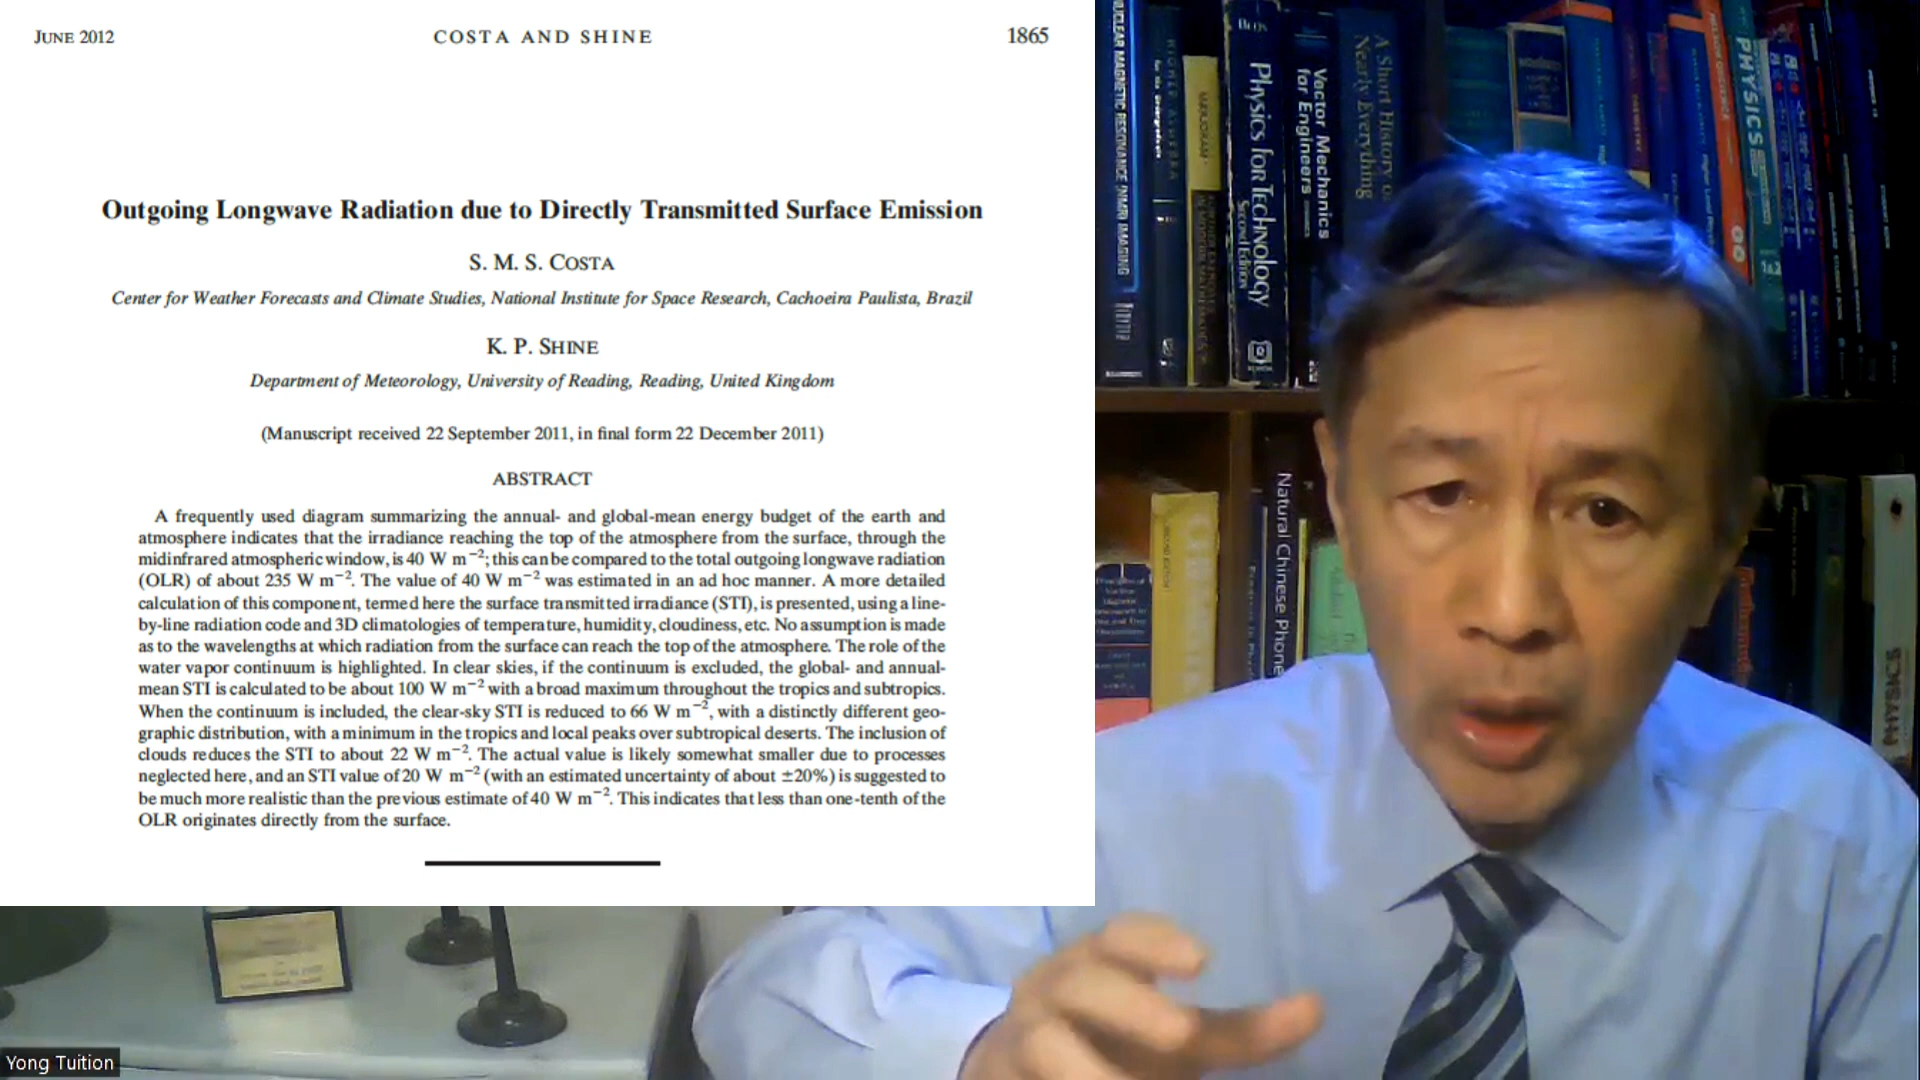 JUNE 2012
COSTA AND SHINE
1865
Outgoing Longwave Radiation due to Directly Transmitted Surface Emission
S. M. S. COSTA
Center for Weather Forecasts and Climate Studies, National Institute for Space Research, Cachoeira Paulista, Brazil
K. P. SHINE
Department of Meteorology, University of Reading, Reading, United Kingdom
(Manuscript received 22 September 2011, in final form 22 December 2011)
ABSTRACT
A frequently used diagram summarizing the annual- and global-mean energy budget of the earth and
atmosphere indicates that the irradiance reaching the top of the atmosphere from the surface, through the
midinfrared atmospheric window, is 40 W m⁻²; this can be compared to the total outgoing longwave radiation
(OLR) of about 235 W m⁻². The value of 40 W m⁻² was estimated in an ad hoc manner. A more detailed
calculation of this component, termed here the surface transmitted irradiance (STI), is presented, using a line-
by-line radiation code and 3D climatologies of temperature, humidity, cloudiness, etc. No assumption is made
as to the wavelengths at which radiation from the surface can reach the top of the atmosphere. The role of the
water vapor continuum is highlighted. In clear skies, if the continuum is excluded, the global- and annual-
mean STI is calculated to be about 100 W m⁻² with a broad maximum throughout the tropics and subtropics.
When the continuum is included, the clear-sky STI is reduced to 66 W m⁻², with a distinctly different geo-
graphic distribution, with a minimum in the tropics and local peaks over subtropical deserts. The inclusion of
clouds reduces the STI to about 22 W m⁻². The actual value is likely somewhat smaller due to processes
neglected here, and an STI value of 20 W m⁻² (with an estimated uncertainty of about ±20%) is suggested to
be much more realistic than the previous estimate of 40 W m⁻². This indicates that less than one-tenth of the
OLR originates directly from the surface.
NUCLEAR MAGNETIC RESONANCE (NMR) IMAGING
Physics for Technology
Second Edition
Vector Mechanics
for Engineers
A Short History of
Nearly Everything
PHYSICS
1&2
Natural Chinese Phone
PHYSICS
Yong Tuition